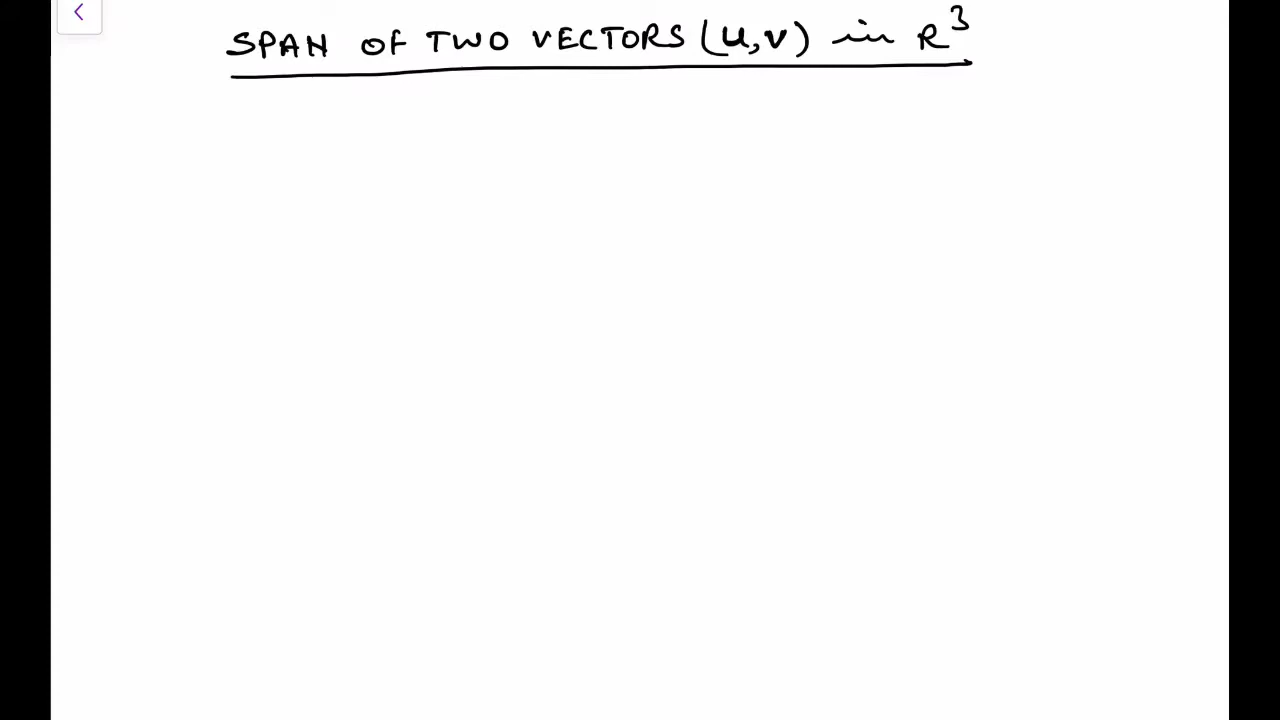 SPAN OF TWO VECTORS (u,v) in R³